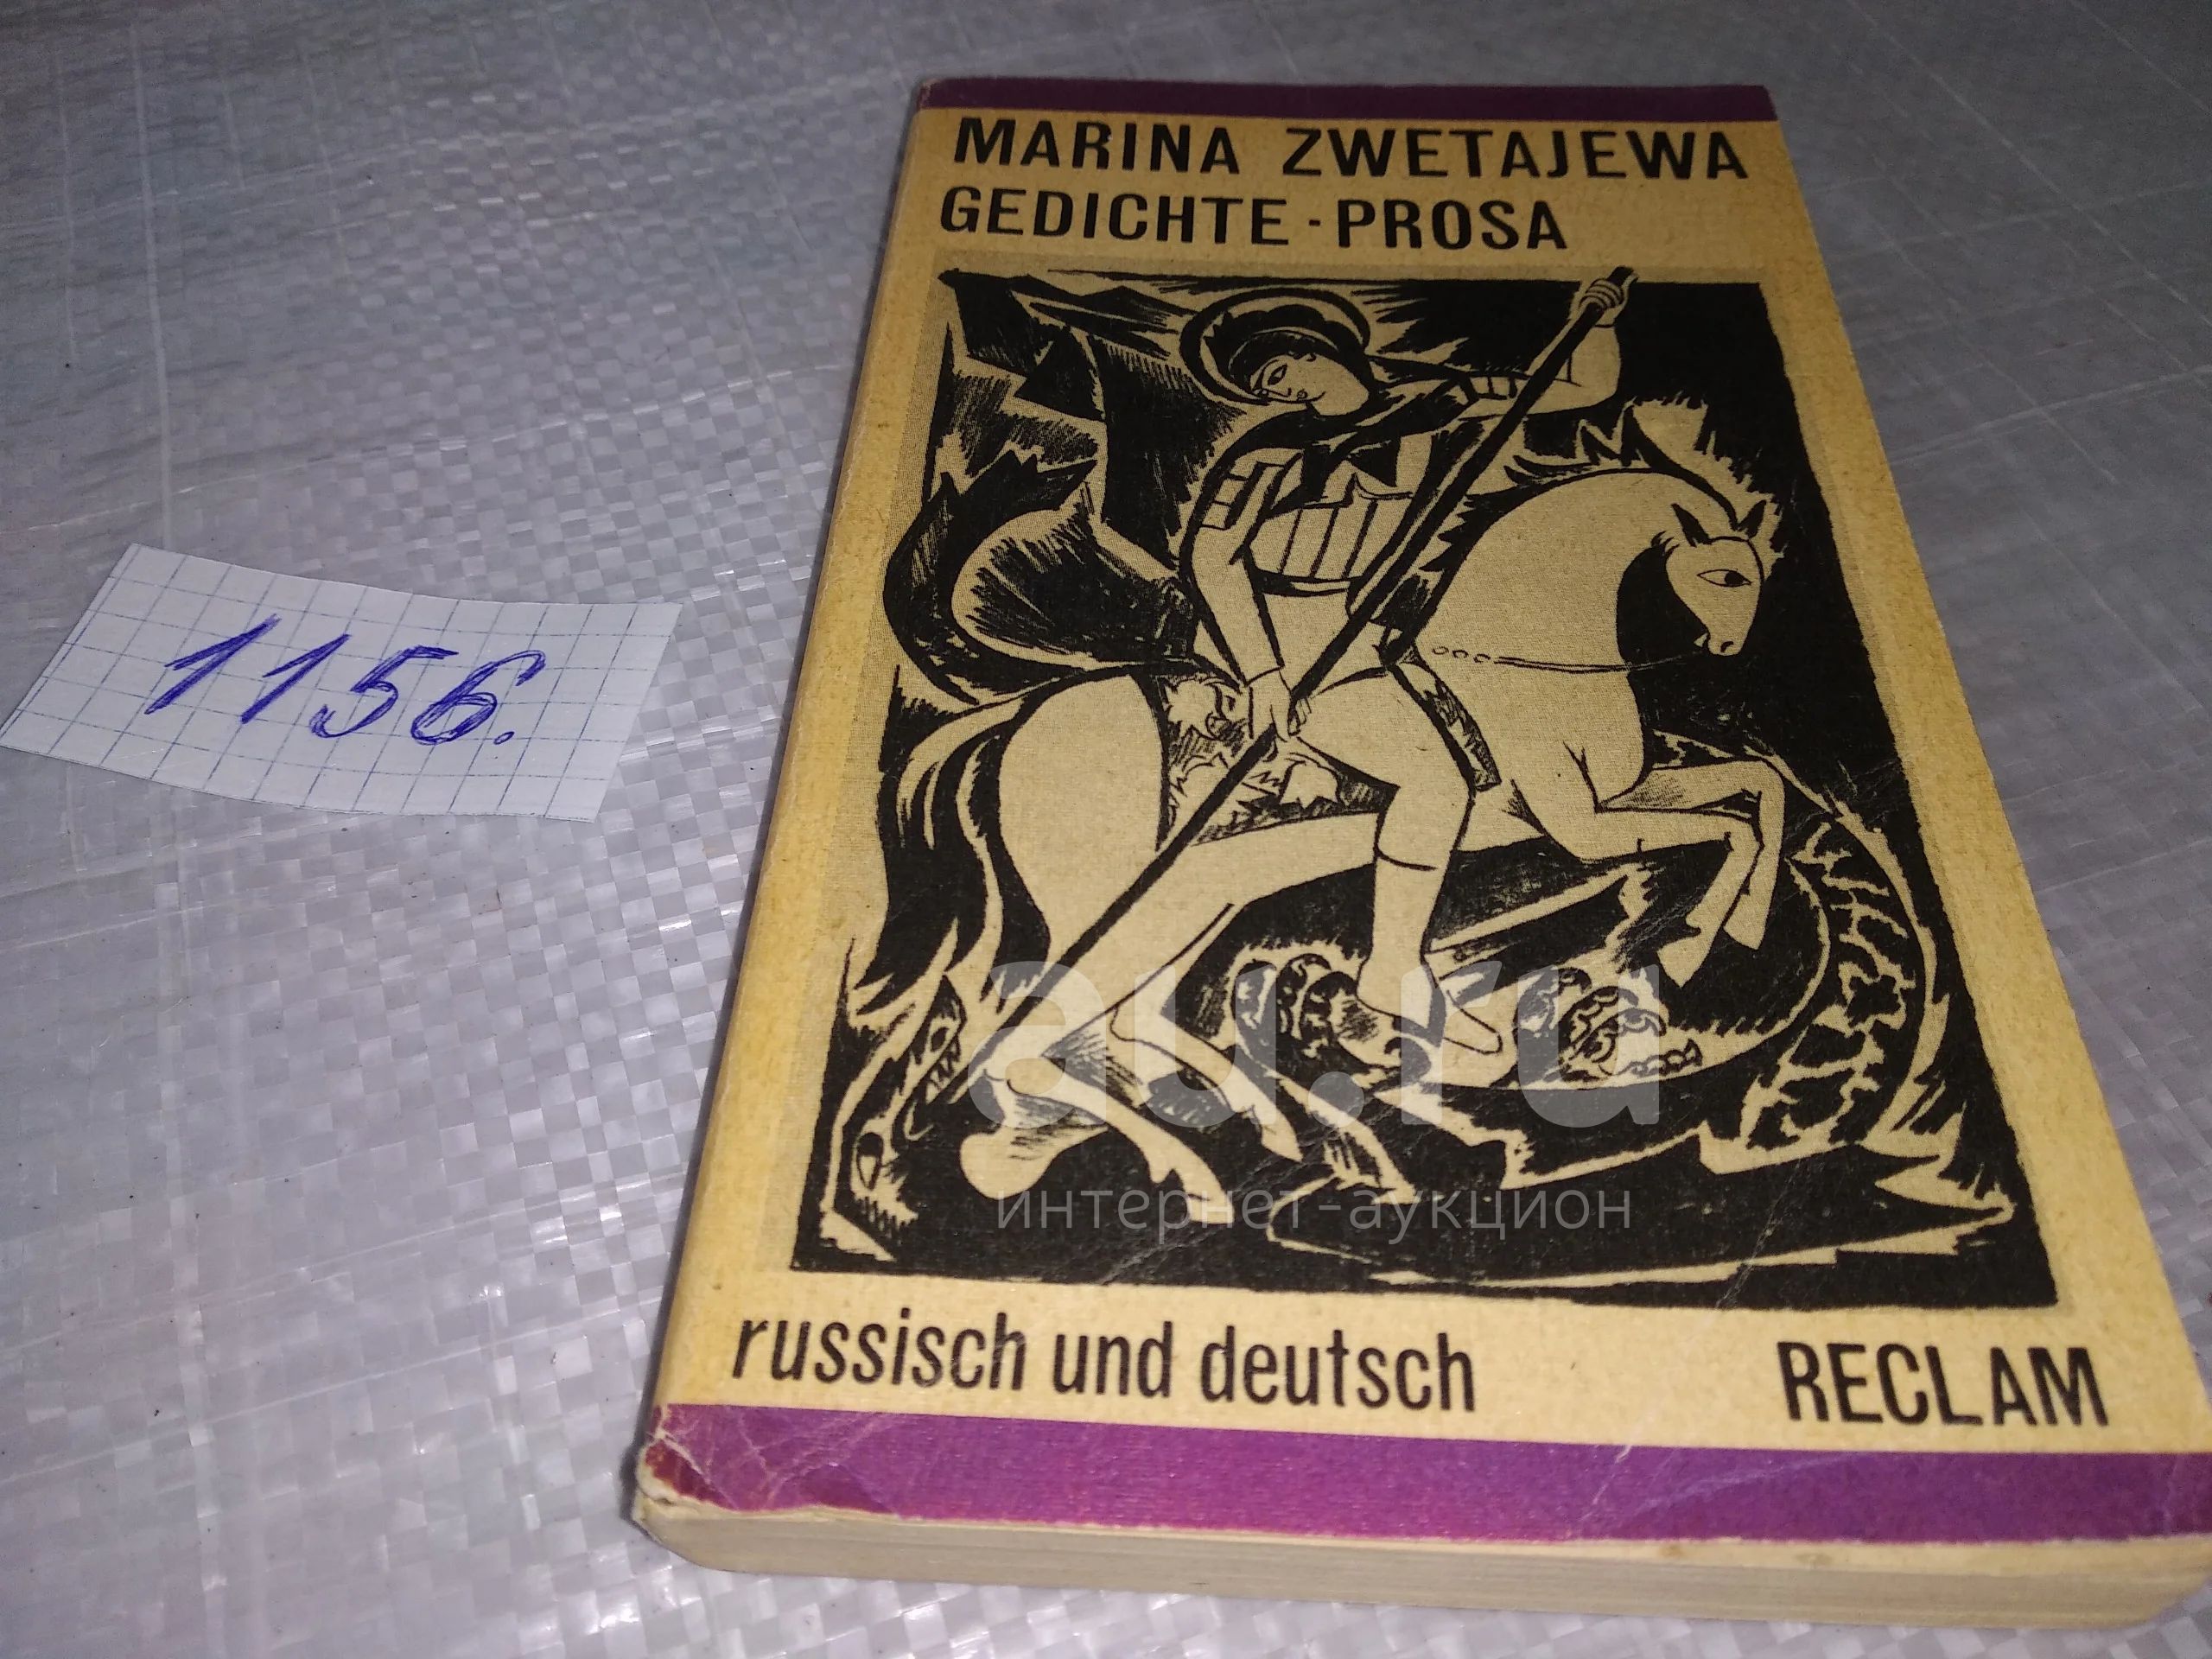 MARINA ZWETAJEWA
GEDICHTE · PROSA
1156.
au.ru
интернет-аукцион
russisch und deutsch
RECLAM